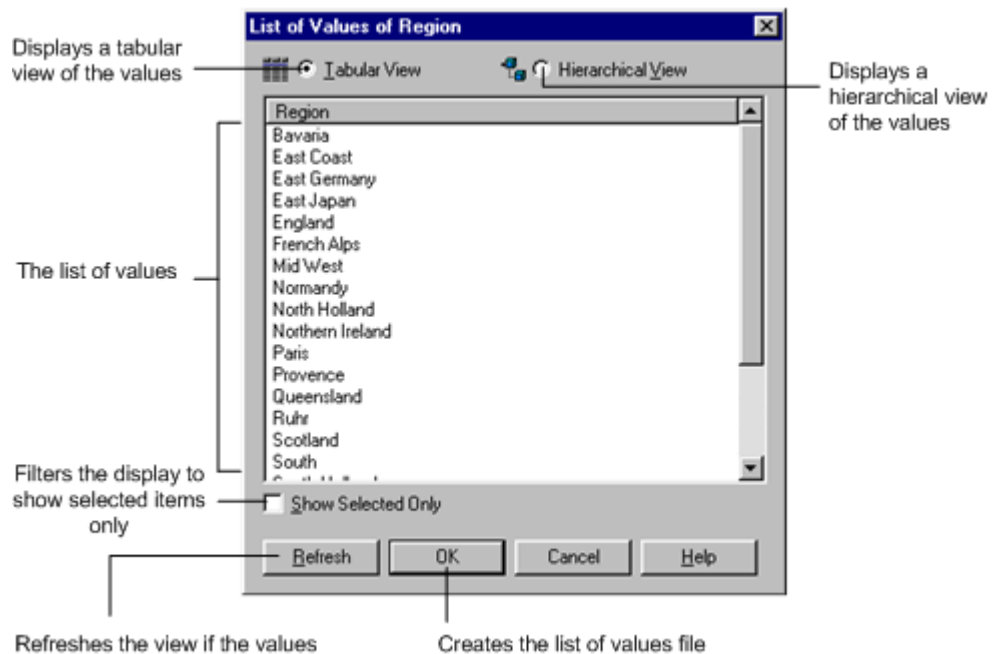 List of Values of Region
Displays a tabular
view of the values
Tabular View
Hierarchical View
Displays a
hierarchical view
of the values
Region
Bavaria
East Coast
East Germany
East Japan
England
French Alps
Mid West
Normandy
North Holland
Northern Ireland
Paris
Provence
Queensland
Ruhr
Scotland
South
The list of values
Filters the display to
show selected items
only
Show Selected Only
Refresh
OK
Cancel
Help
Refreshes the view if the values
Creates the list of values file